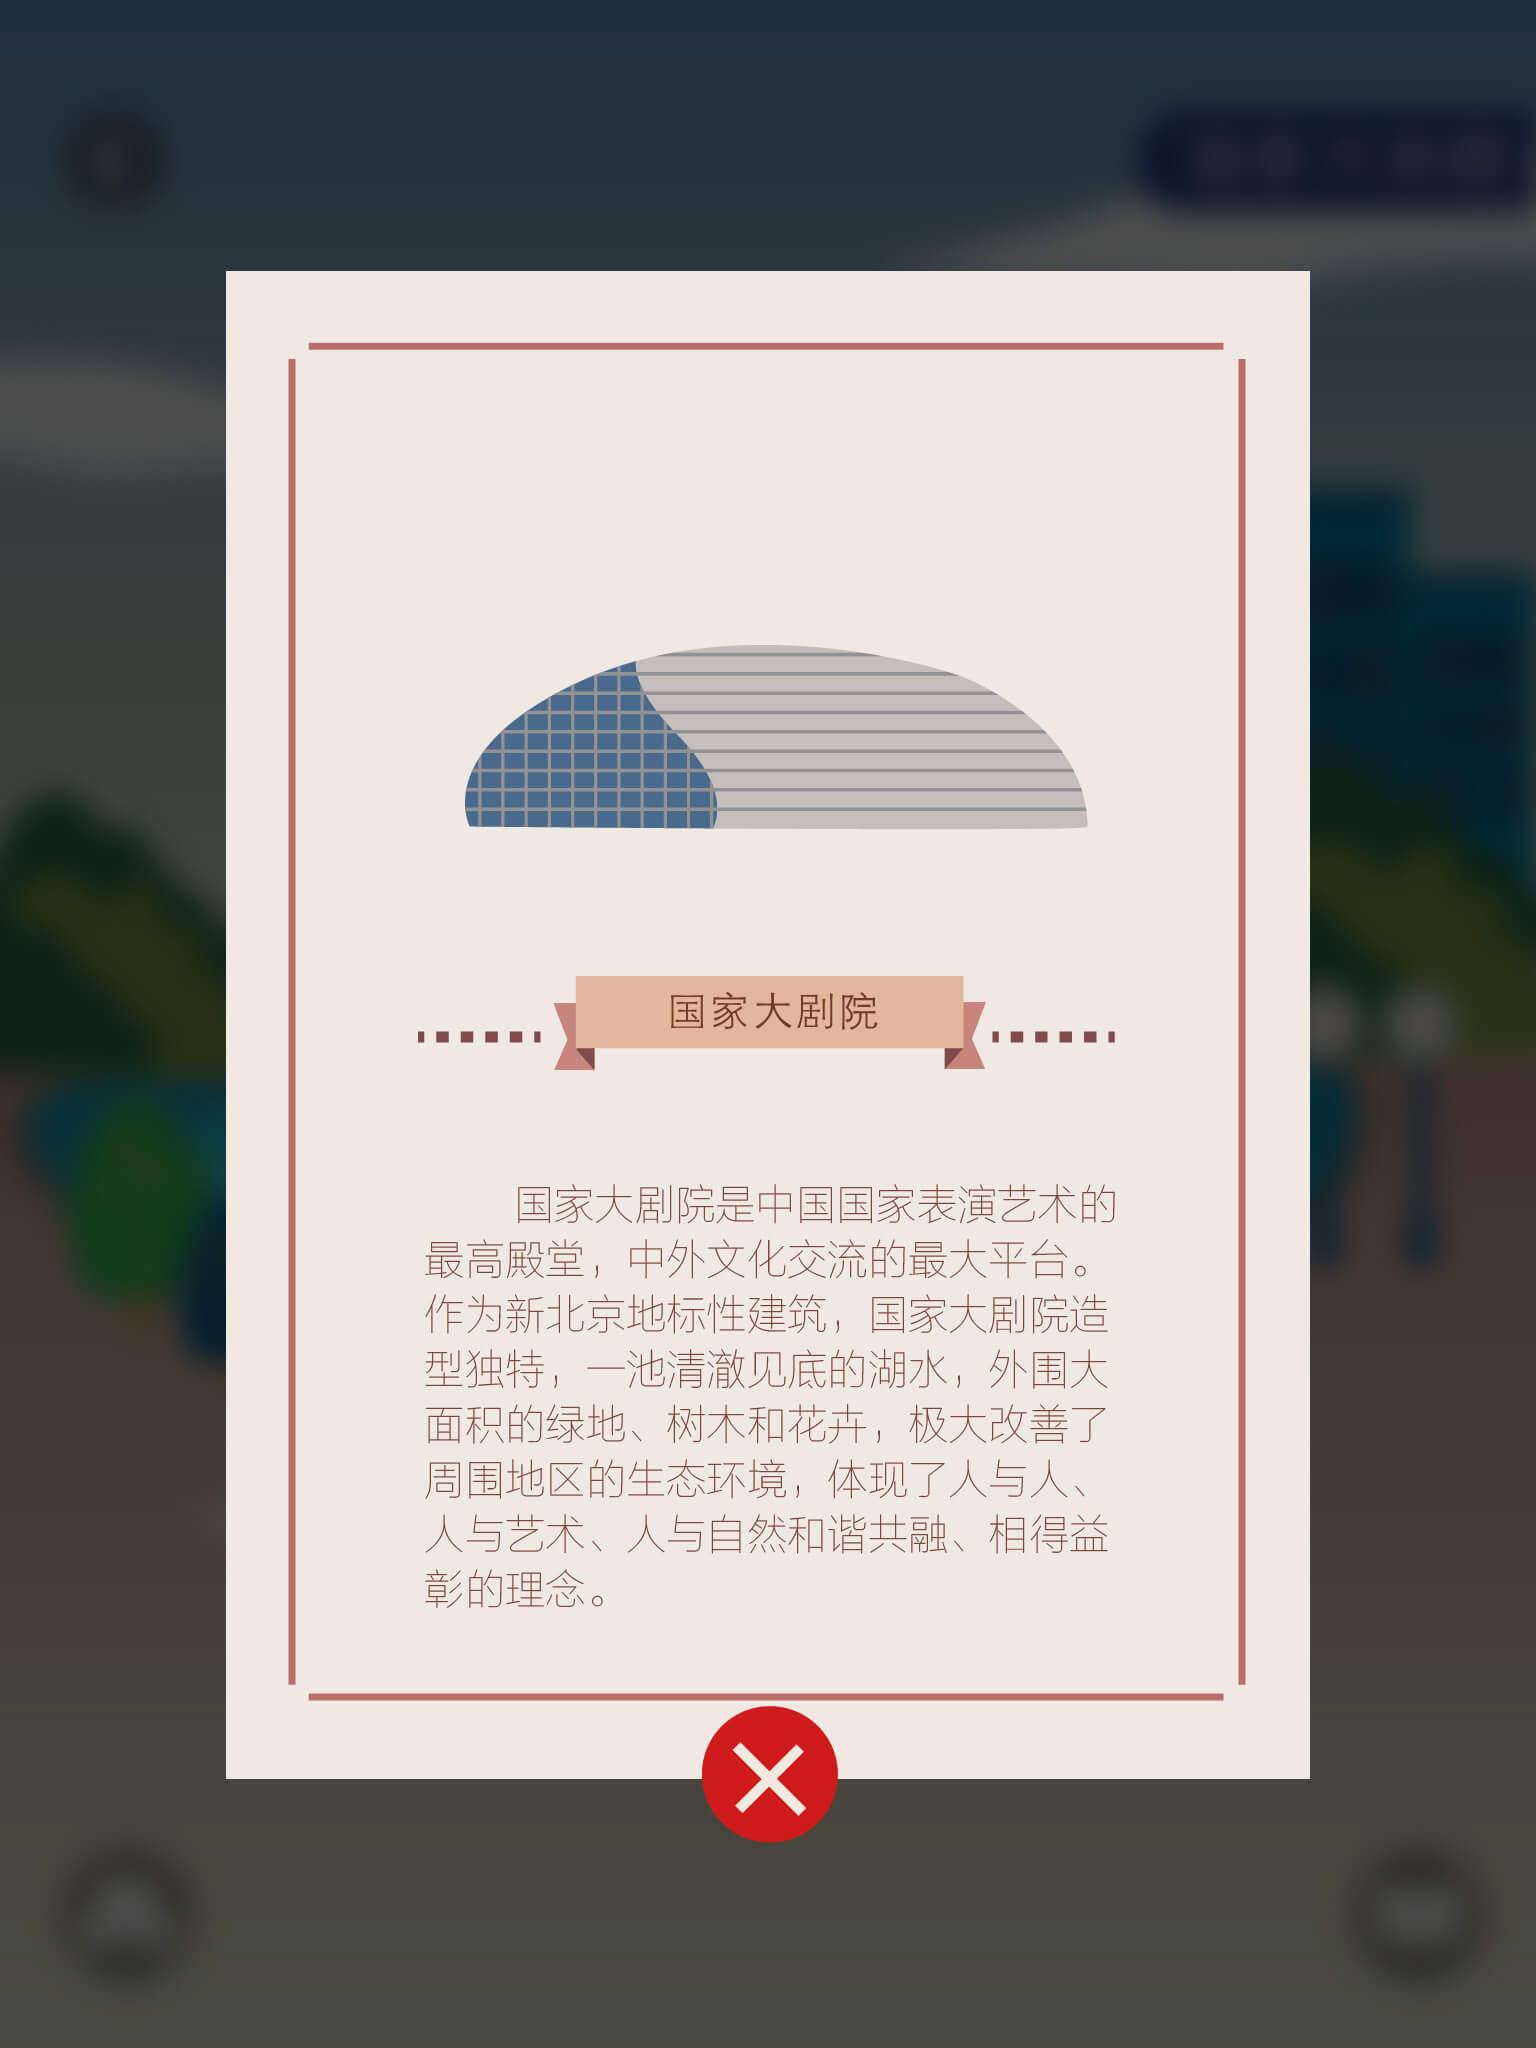 国家大剧院
国家大剧院是中国国家表演艺术的
最高殿堂，中外文化交流的最大平台。
作为新北京地标性建筑，国家大剧院造
型独特，一池清澈见底的湖水，外围大
面积的绿地、树木和花卉，极大改善了
周围地区的生态环境，体现了人与人、
人与艺术、人与自然和谐共融、相得益
彰的理念。